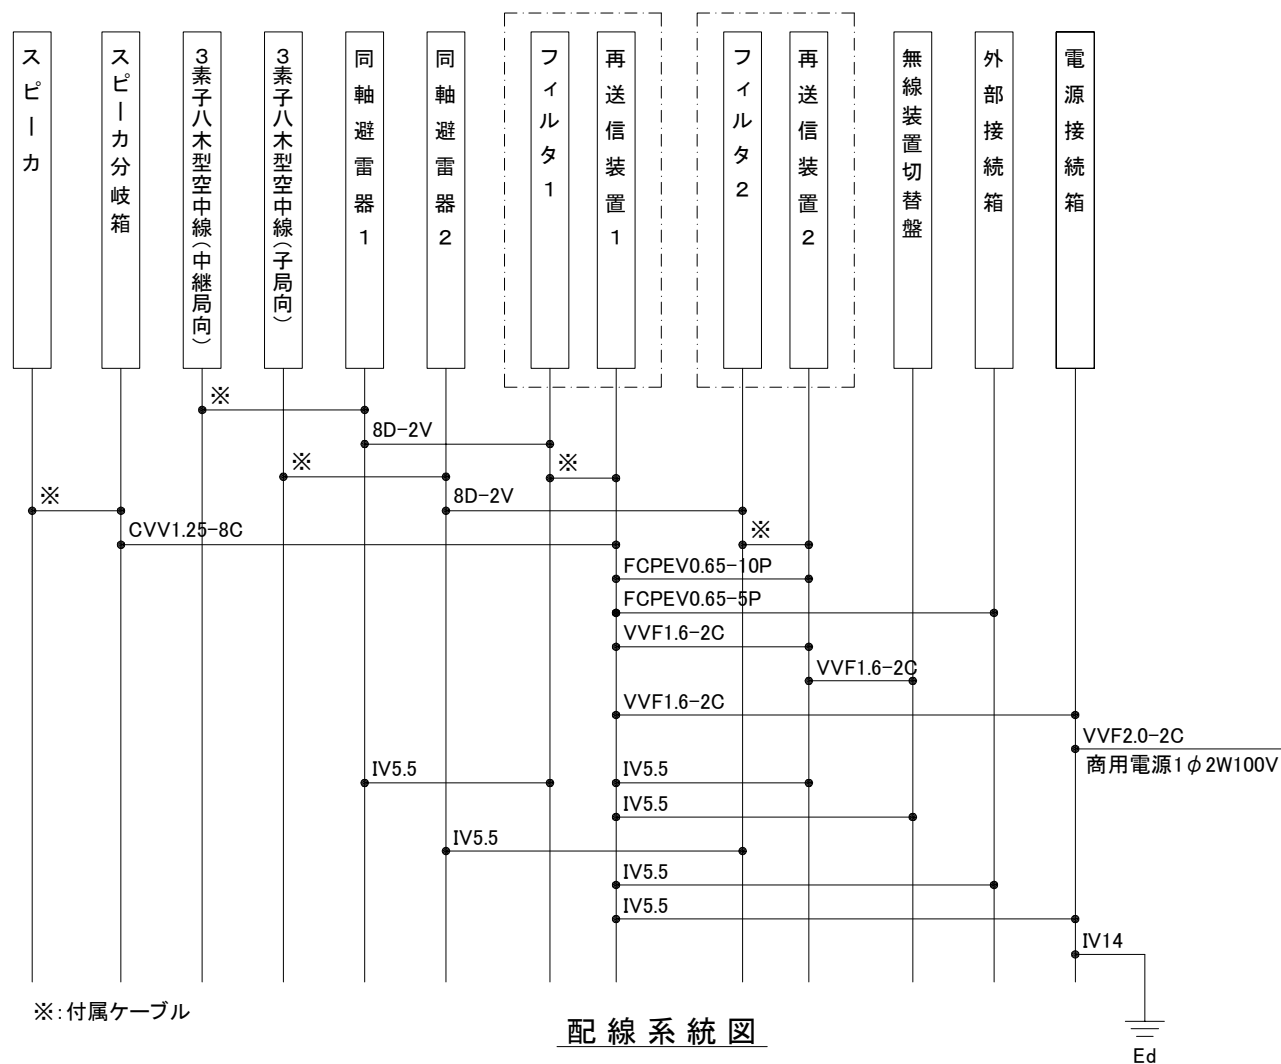 スピーカ
スピーカ分岐箱
3素子八木型空中線(中継局向)
3素子八木型空中線(子局向)
同軸避雷器1
同軸避雷器2
フィルタ1
再送信装置1
フィルタ2
再送信装置2
無線装置切替盤
外部接続箱
電源接続箱
※
8D-2V
※
※
※
8D-2V
※
CVV1.25-8C
FCPEV0.65-10P
FCPEV0.65-5P
VVF1.6-2C
VVF1.6-2C
VVF1.6-2C
VVF2.0-2C
商用電源1φ2W100V
IV5.5
IV5.5
IV5.5
IV5.5
IV5.5
IV5.5
IV14
Ed
※:付属ケーブル
配線系統図